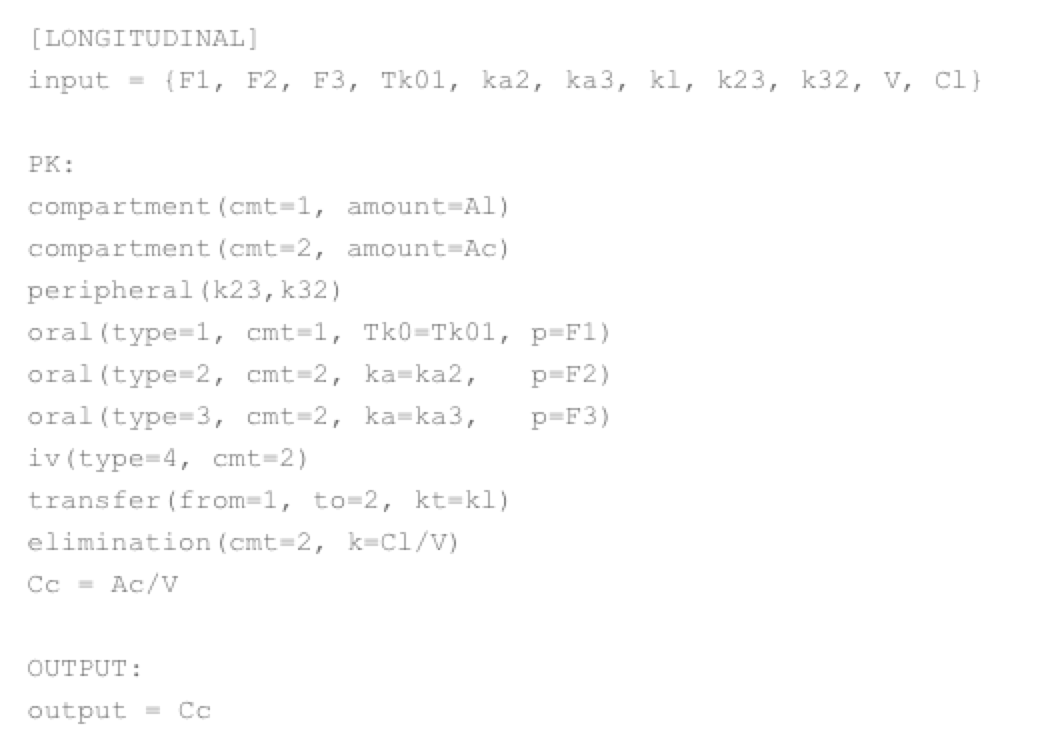 [LONGITUDINAL]
input = {F1, F2, F3, Tk01, ka2, ka3, kl, k23, k32, V, Cl}
PK:
compartment(cmt=1, amount=Al)
compartment(cmt=2, amount=Ac)
peripheral(k23,k32)
oral(type=1, cmt=1, Tk0=Tk01, p=F1)
oral(type=2, cmt=2, ka=ka2,   p=F2)
oral(type=3, cmt=2, ka=ka3,   p=F3)
iv(type=4, cmt=2)
transfer(from=1, to=2, kt=kl)
elimination(cmt=2, k=Cl/V)
Cc = Ac/V
OUTPUT:
output = Cc